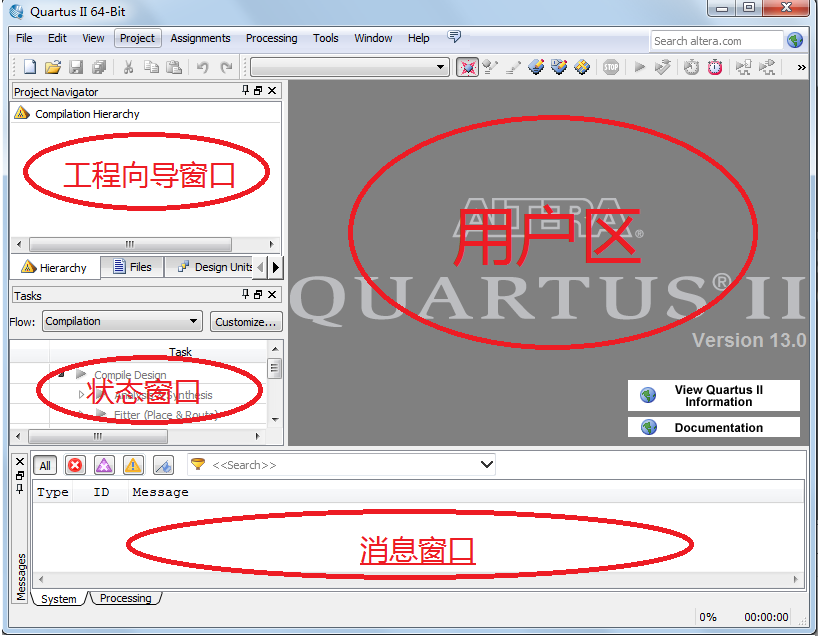 Quartus II 64-Bit
File Edit View Project Assignments Processing Tools Window Help
Search altera.com
STOP
»
Project Navigator
Compilation Hierarchy
工程向导窗口
Hierarchy Files Design Units
Tasks
Flow: Compilation Customize...
Task
Compile Design
Analysis & Synthesis
Fitter (Place & Route)
状态窗口
ALTERA®
用户区
QUARTUS® II
Version 13.0
View Quartus II
Information
Documentation
All <<Search>>
Type ID Message
消息窗口
Messages
System Processing
0% 00:00:00